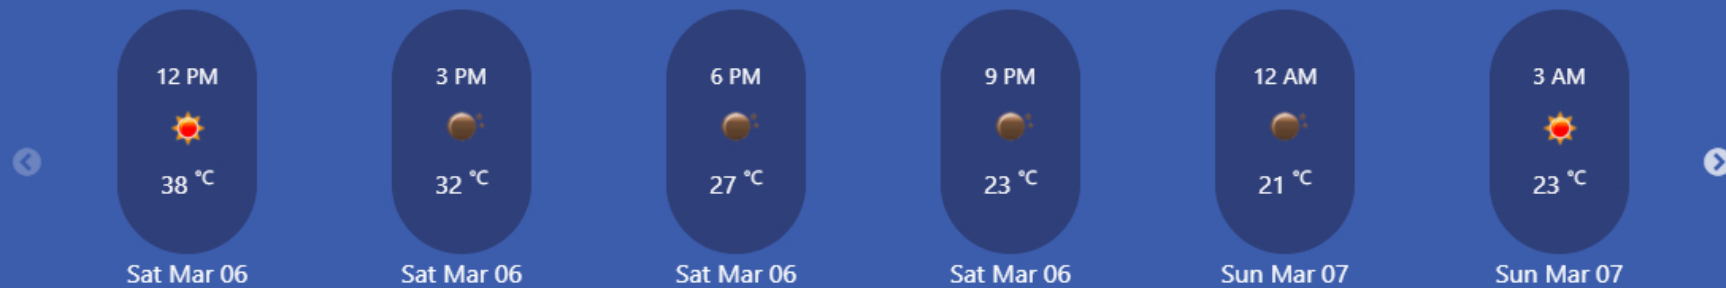 12 PM
38 °C
Sat Mar 06
3 PM
32 °C
Sat Mar 06
6 PM
27 °C
Sat Mar 06
9 PM
23 °C
Sat Mar 06
12 AM
21 °C
Sun Mar 07
3 AM
23 °C
Sun Mar 07